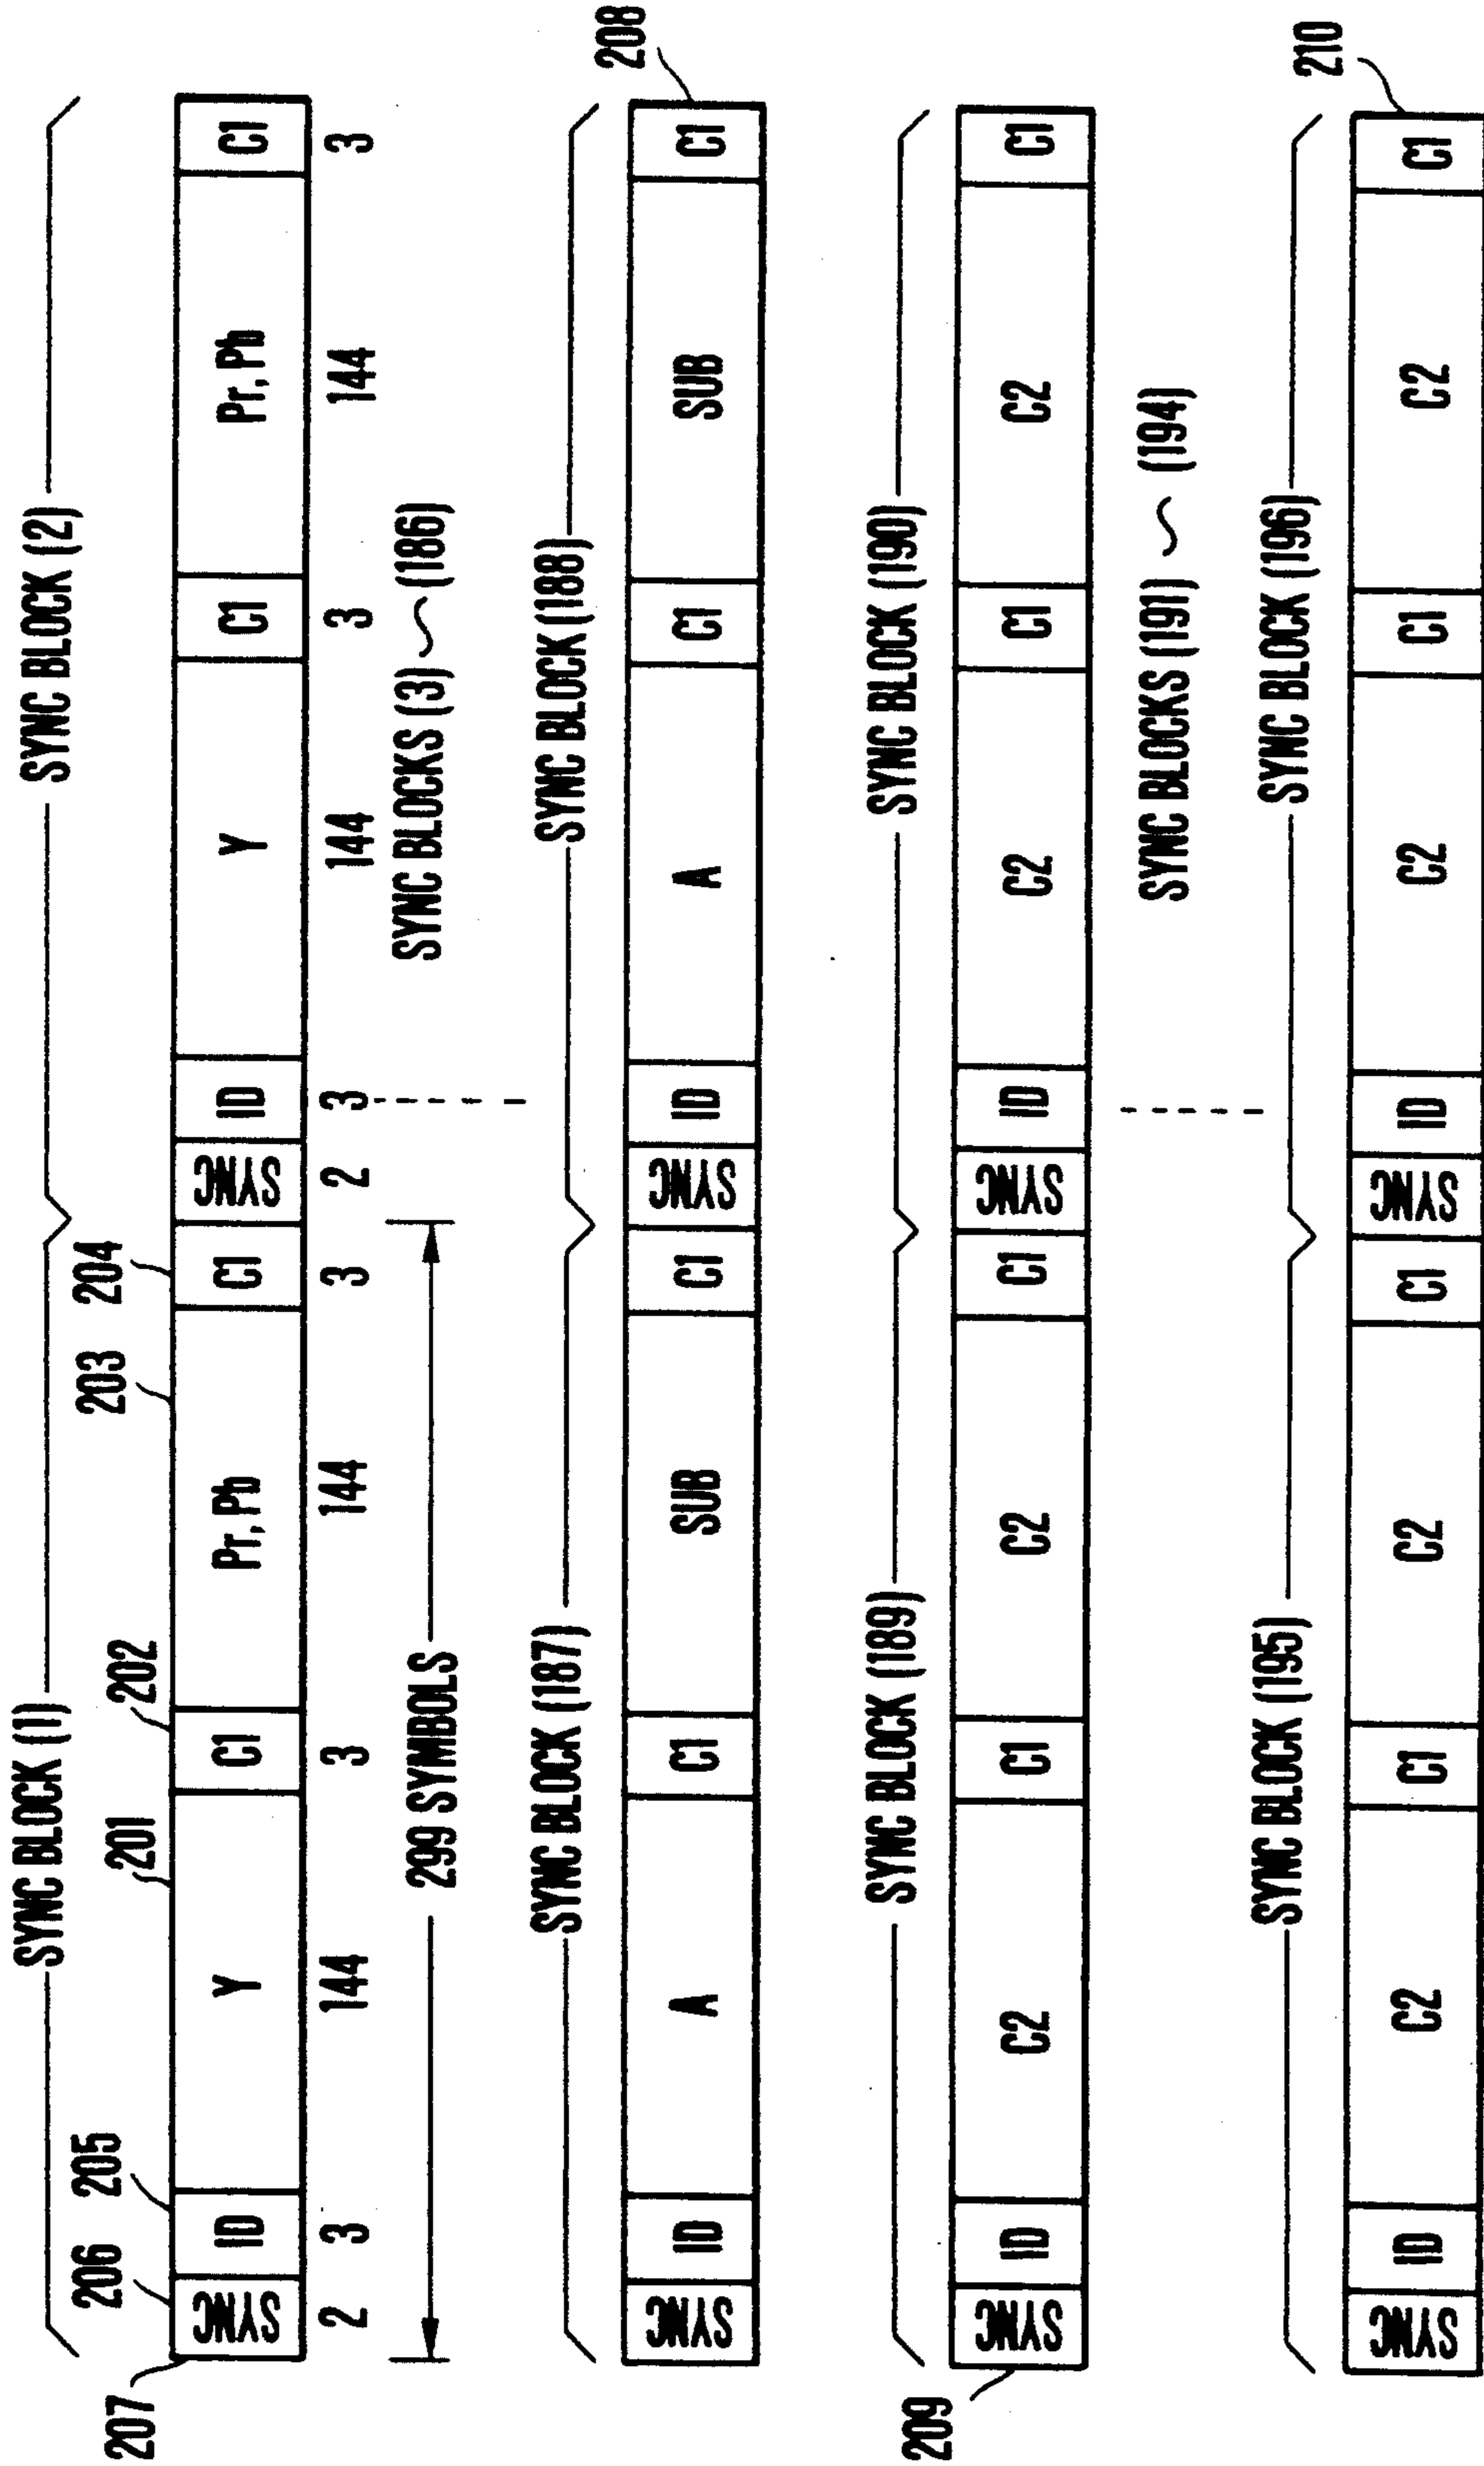 SYNC BLOCK (1) SYNC BLOCK (2)
206 205 201 202 203 204
207
SYNC ID Y C1 Pr, Pb C1 SYNC ID Y C1 Pr, Pb C1
2 3 144 3 144 3 2 3 144 3 144 3
299 SYMBOLS SYNC BLOCKS (3) ~ (186)
SYNC BLOCK (187) SYNC BLOCK (188)
208
SYNC ID A C1 SUB C1 SYNC ID A C1 SUB C1
SYNC BLOCK (189) SYNC BLOCK (190)
209
SYNC ID C2 C1 C2 C1 SYNC ID C2 C1 C2 C1
SYNC BLOCKS (191) ~ (194)
SYNC BLOCK (195) SYNC BLOCK (196)
210
SYNC ID C2 C1 C2 C1 SYNC ID C2 C1 C2 C1